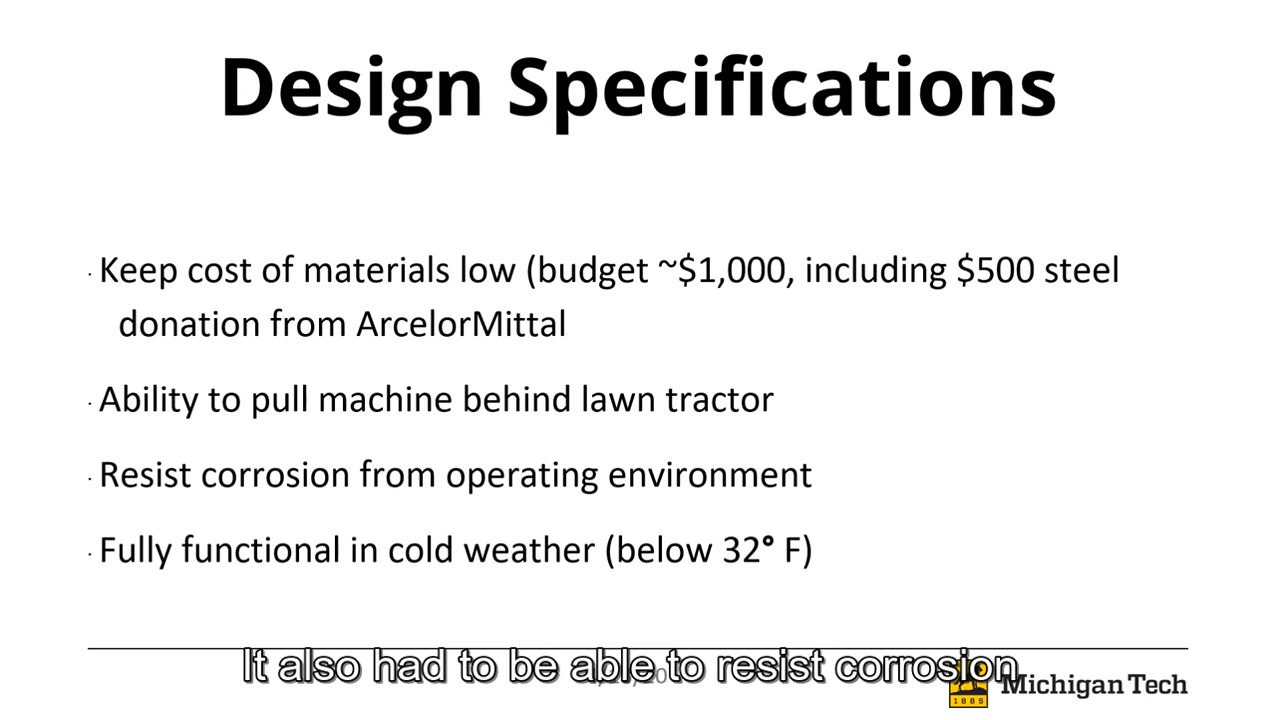 Design Specifications
· Keep cost of materials low (budget ~$1,000, including $500 steel
donation from ArcelorMittal
· Ability to pull machine behind lawn tractor
· Resist corrosion from operating environment
· Fully functional in cold weather (below 32° F)
It also had to be able to resist corrosion
1885
Michigan Tech